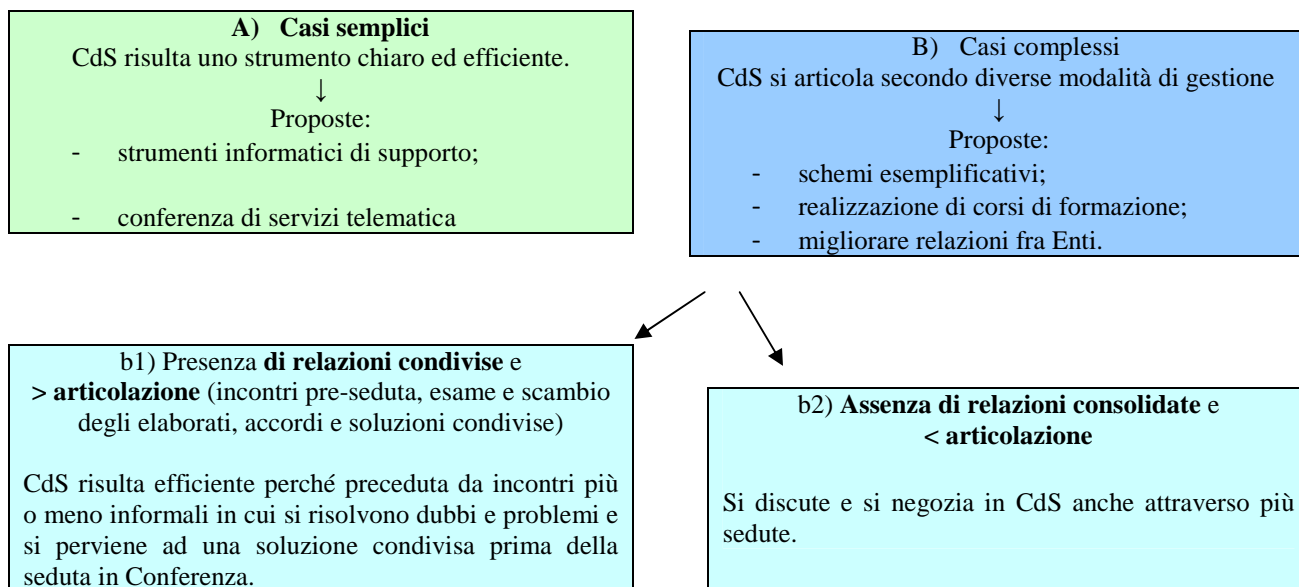 A) Casi semplici
CdS risulta uno strumento chiaro ed efficiente.
↓
Proposte:
- strumenti informatici di supporto;
- conferenza di servizi telematica
B) Casi complessi
CdS si articola secondo diverse modalità di gestione
↓
Proposte:
- schemi esemplificativi;
- realizzazione di corsi di formazione;
- migliorare relazioni fra Enti.
b1) Presenza di relazioni condivise e
> articolazione (incontri pre-seduta, esame e scambio
degli elaborati, accordi e soluzioni condivise)
CdS risulta efficiente perché preceduta da incontri più
o meno informali in cui si risolvono dubbi e problemi e
si perviene ad una soluzione condivisa prima della
seduta in Conferenza.
b2) Assenza di relazioni consolidate e
< articolazione
Si discute e si negozia in CdS anche attraverso più
sedute.